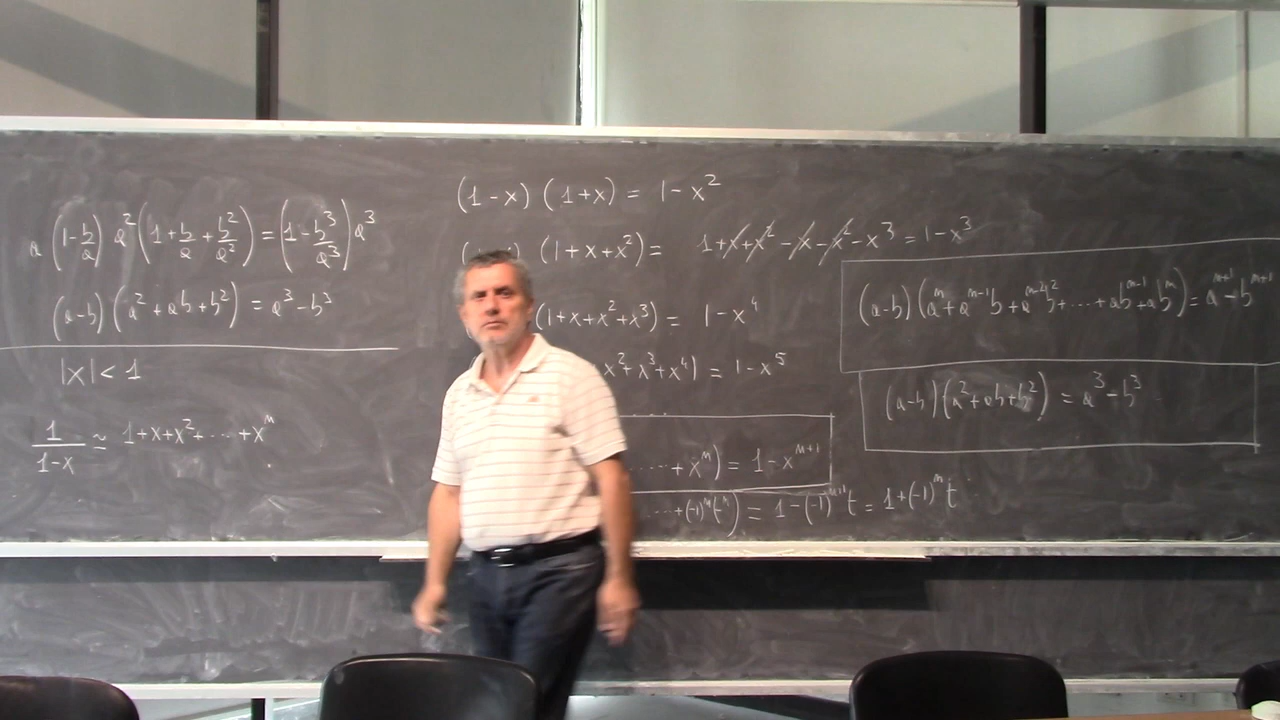 a(1-b/a) a²(1+b/a+b²/a²)=(1-b³/a³)a³
(a-b)(a²+ab+b²)=a³-b³
|x|<1
1/(1-x) ≈ 1+x+x²+...+xⁿ
(1-x)(1+x)=1-x²
(1+x+x²)= 1+x+x²-x-x²-x³=1-x³
(1+x+x²+x³)= 1-x⁴
x²+x³+x⁴)=1-x⁵
.....+xⁿ)=1-xⁿ⁺¹
...+(-1)ⁿ(tⁿ)=1-(-1)ⁿ⁺¹t=1+(-1)ⁿt
(a-b)(aⁿ+aⁿ⁻¹b+aⁿ⁻²b²+....+abⁿ⁻¹+abⁿ)=aⁿ⁺¹-bⁿ⁺¹
(a-b)(a²+ab+b²)=a³-b³